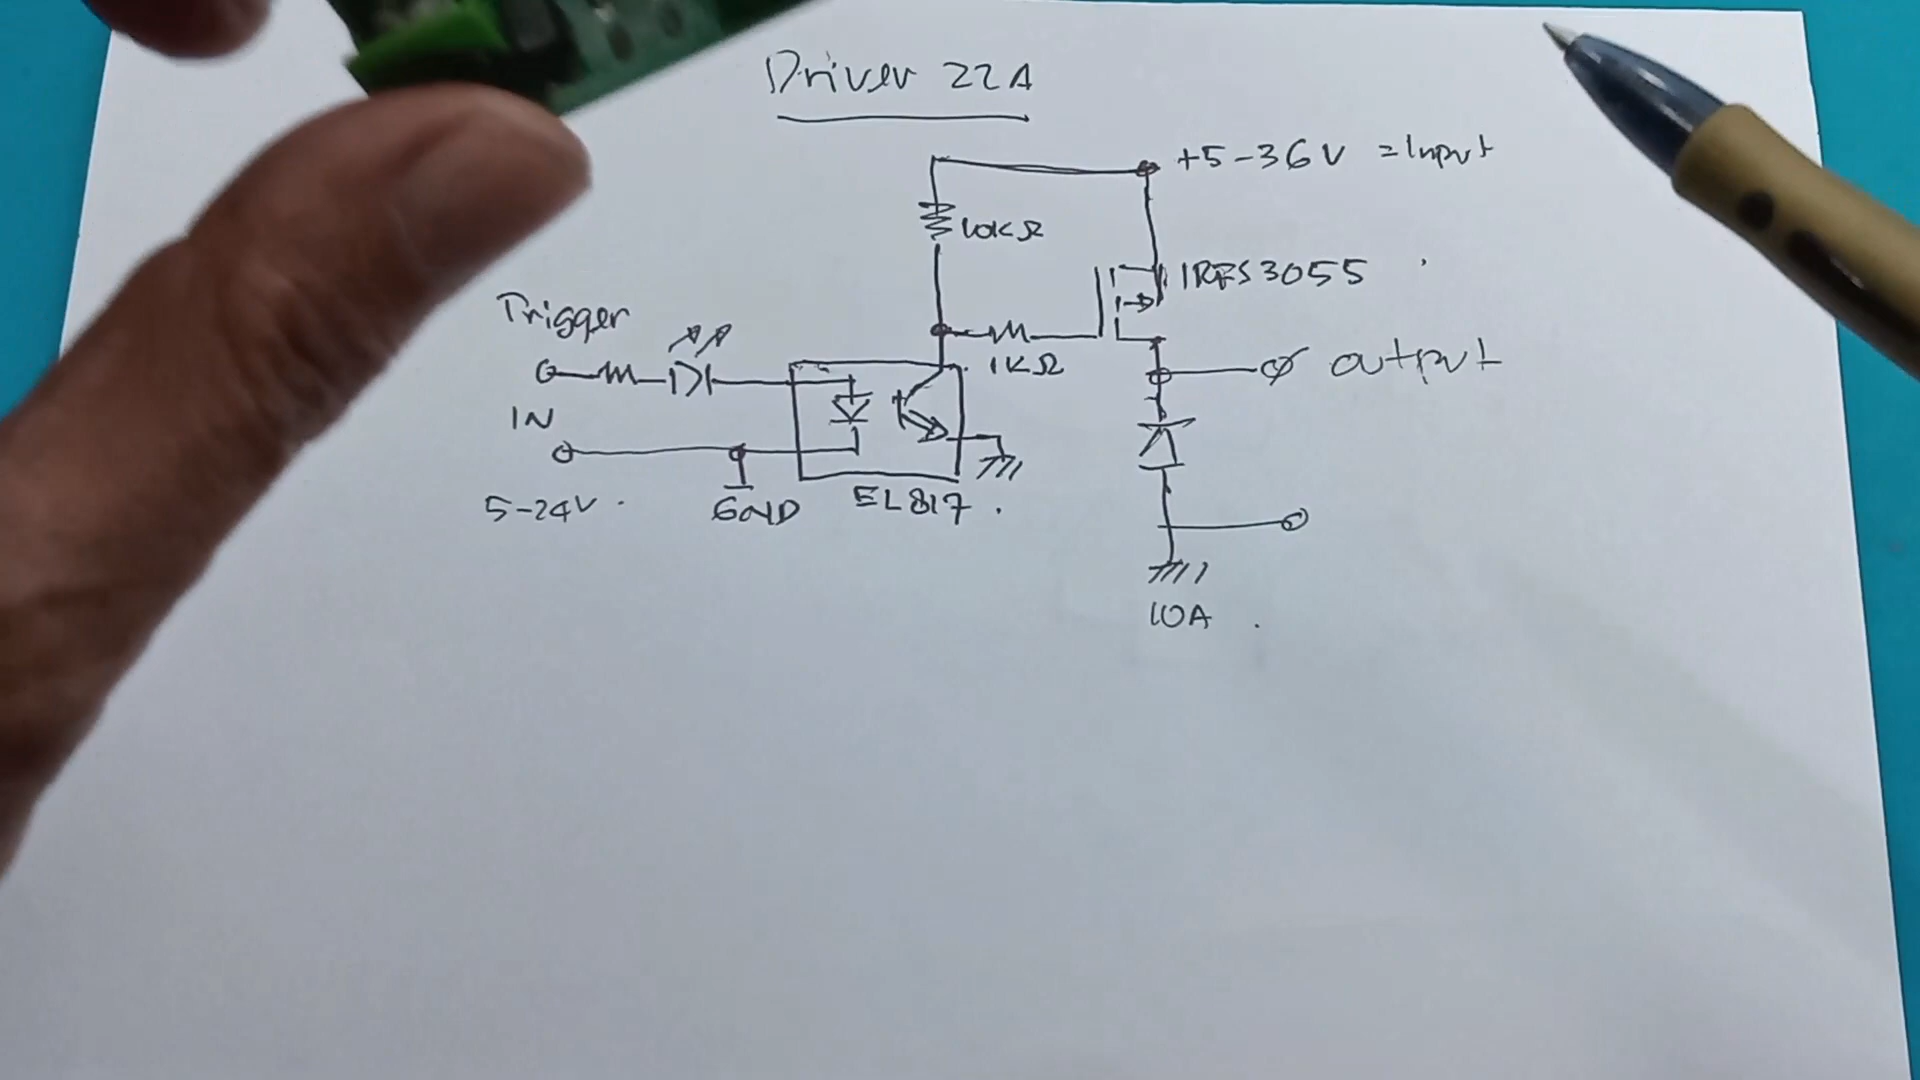 Driver 22A
+5-36V = Input
10KΩ
IRFS3055
Trigger
1KΩ
output
IN
5-24V.
GND
EL817.
10A.